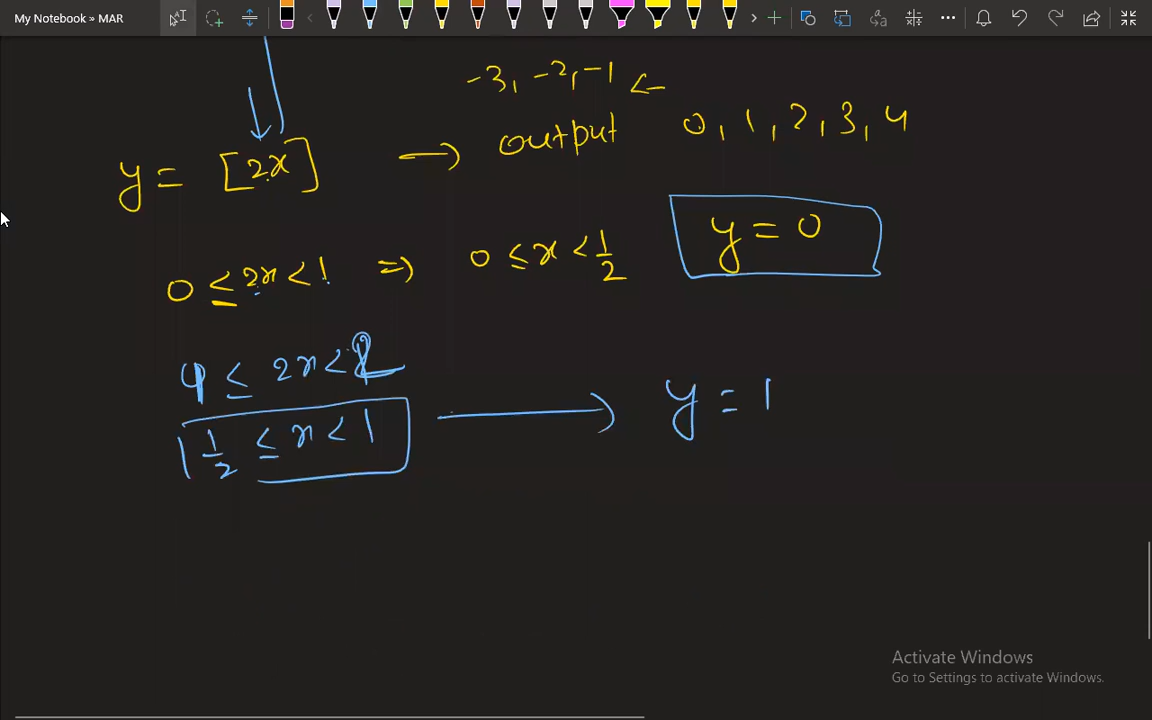 My Notebook » MAR
-3, -2, -1 ←
y = [2x] → output 0, 1, 2, 3, 4
0 ≤ 2x < 1 ⇒ 0 ≤ x < 1/2 y = 0
1 ≤ 2x < 2
1/2 ≤ x < 1 → y = 1
Activate Windows
Go to Settings to activate Windows.